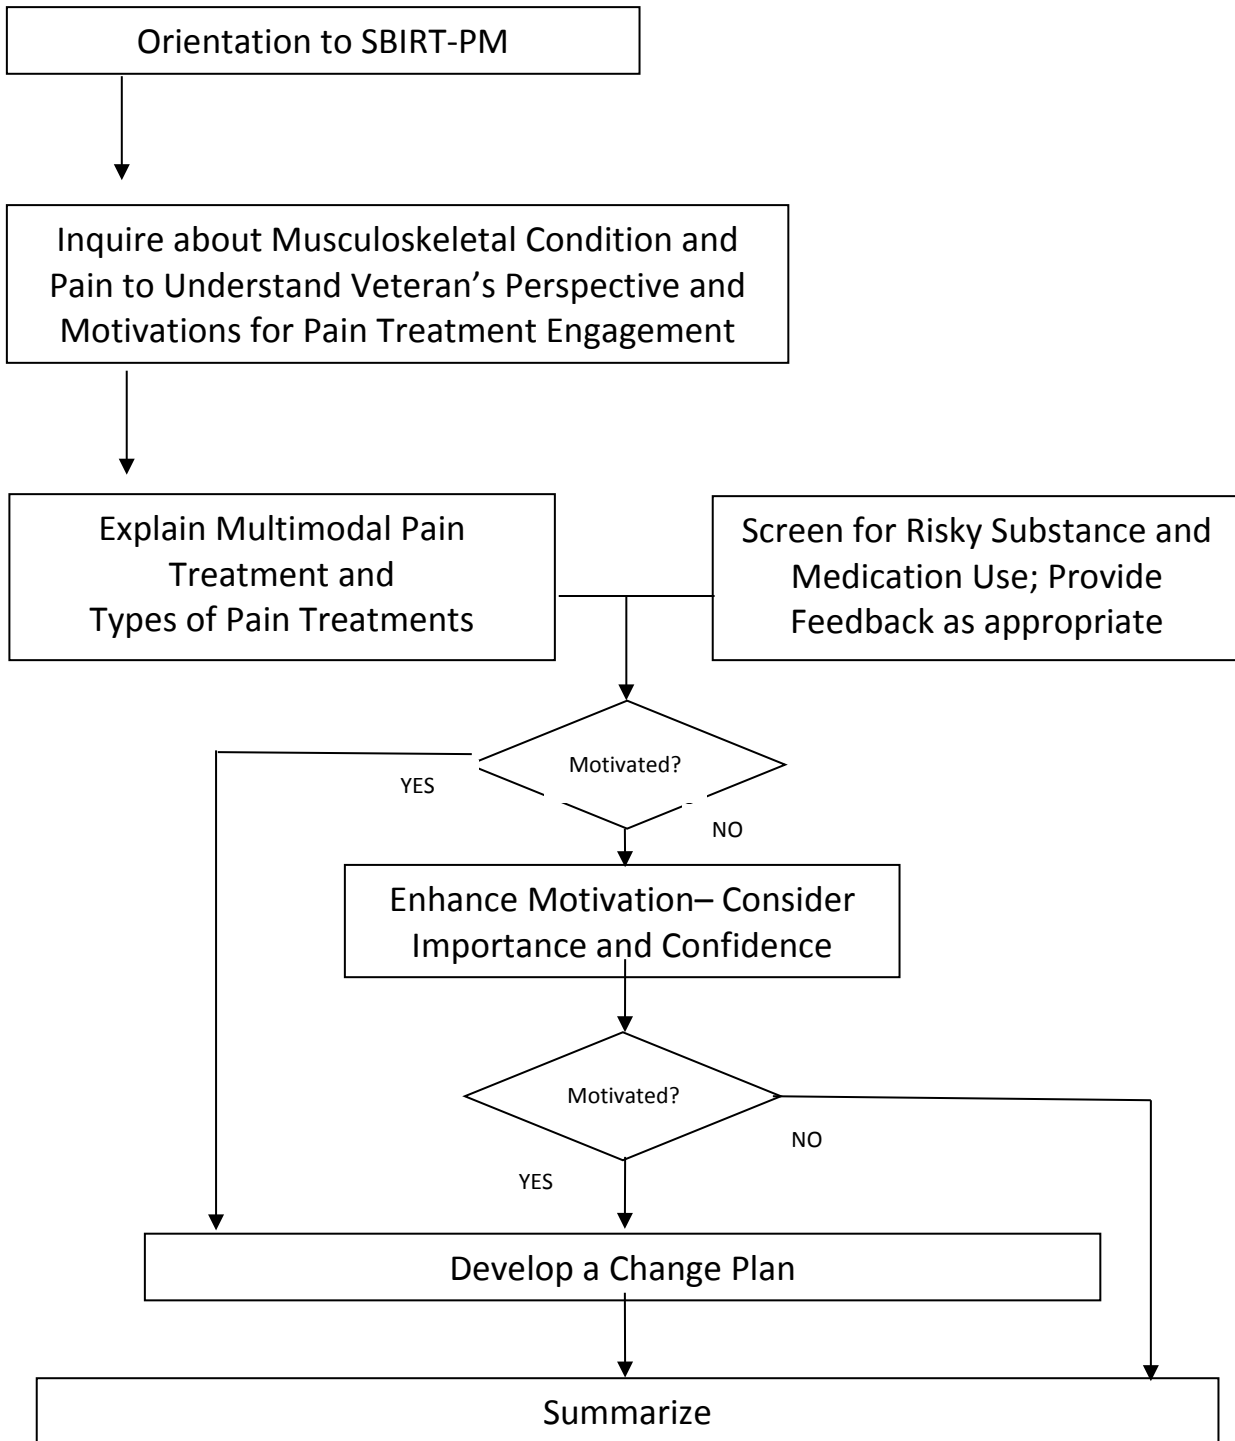 Orientation to SBIRT-PM
Inquire about Musculoskeletal Condition and
Pain to Understand Veteran’s Perspective and
Motivations for Pain Treatment Engagement
Explain Multimodal Pain
Treatment and
Types of Pain Treatments
Screen for Risky Substance and
Medication Use; Provide
Feedback as appropriate
Motivated?
YES
NO
Enhance Motivation– Consider
Importance and Confidence
Motivated?
NO
YES
Develop a Change Plan
Summarize